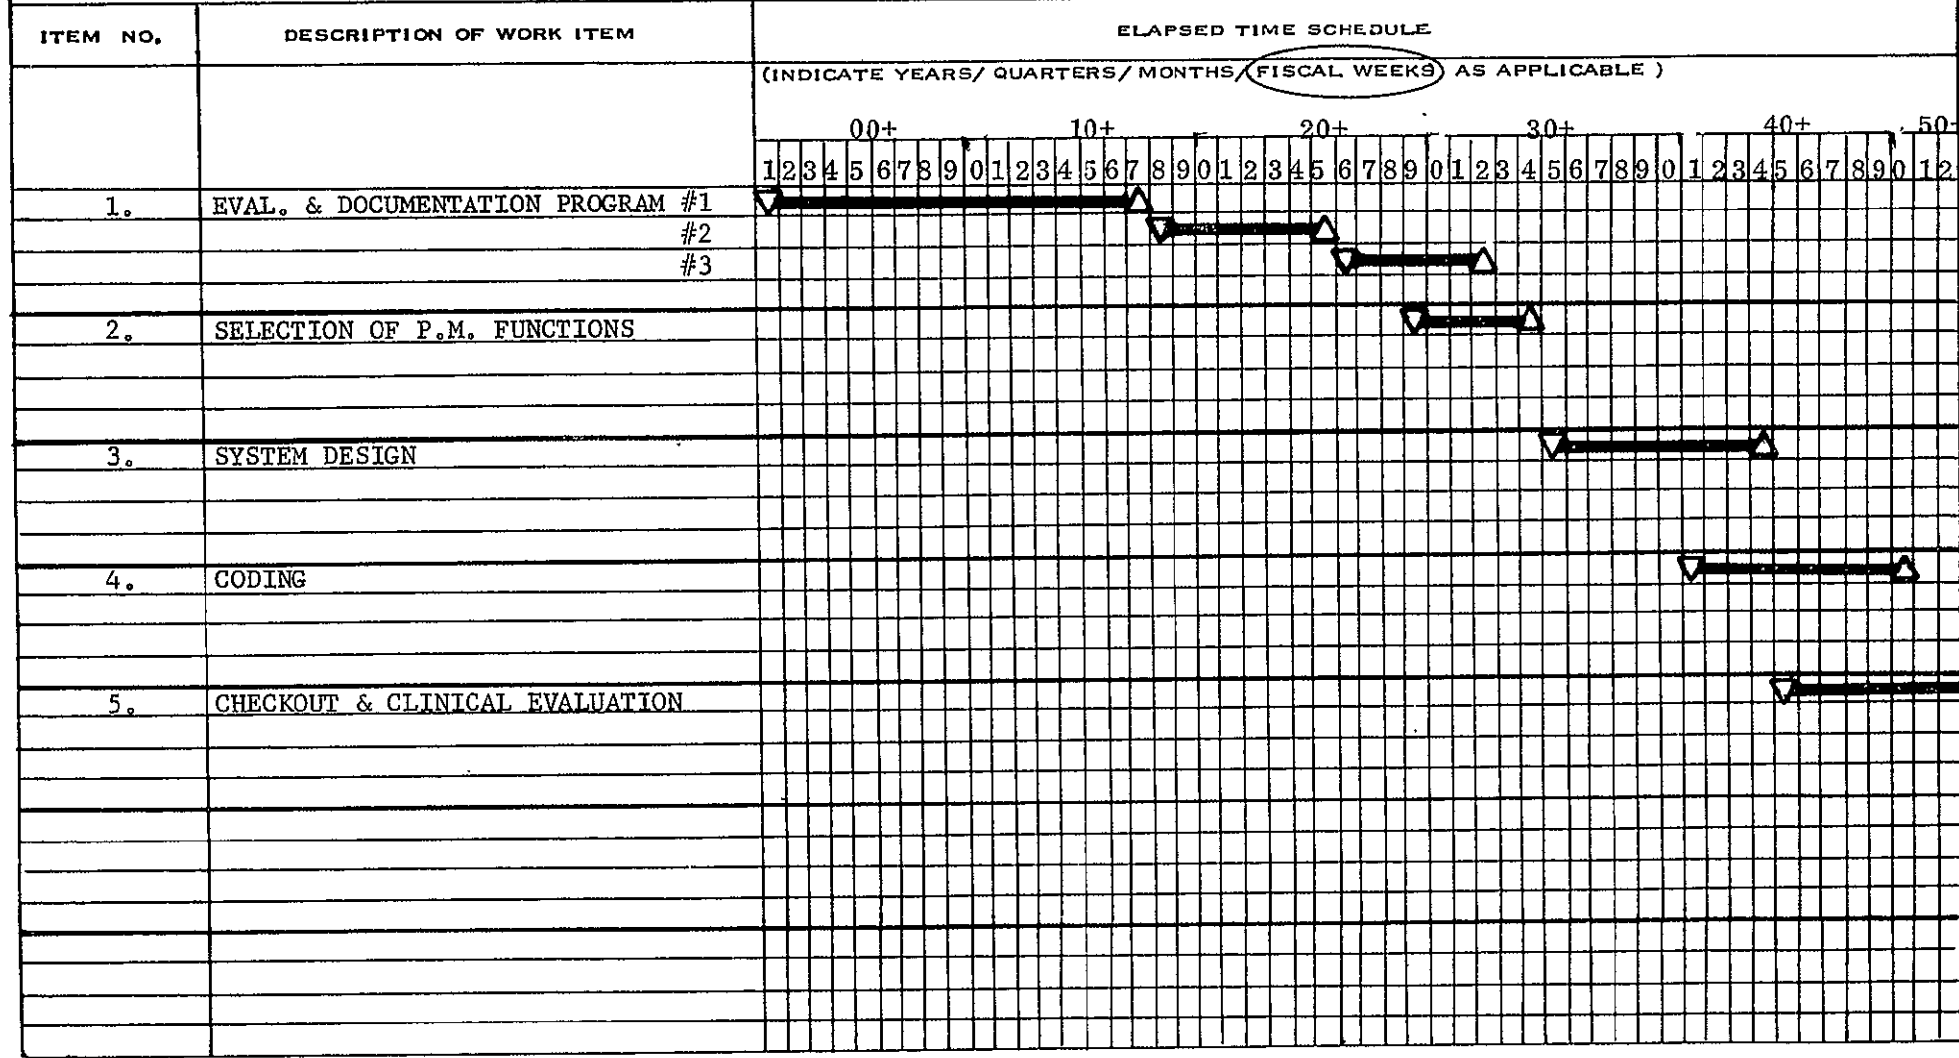 ITEM NO. DESCRIPTION OF WORK ITEM ELAPSED TIME SCHEDULE
(INDICATE YEARS/ QUARTERS/ MONTHS/ FISCAL WEEKS) AS APPLICABLE )
00+ 10+ 20+ 30+ 40+ 50-
1 2 3 4 5 6 7 8 9 0 1 2 3 4 5 6 7 8 9 0 1 2 3 4 5 6 7 8 9 0 1 2 3 4 5 6 7 8 9 0 1 2 3 4 5 6 7 8 9 0 1 2
1. EVAL. & DOCUMENTATION PROGRAM #1
#2
#3
2. SELECTION OF P.M. FUNCTIONS
3. SYSTEM DESIGN
4. CODING
5. CHECKOUT & CLINICAL EVALUATION